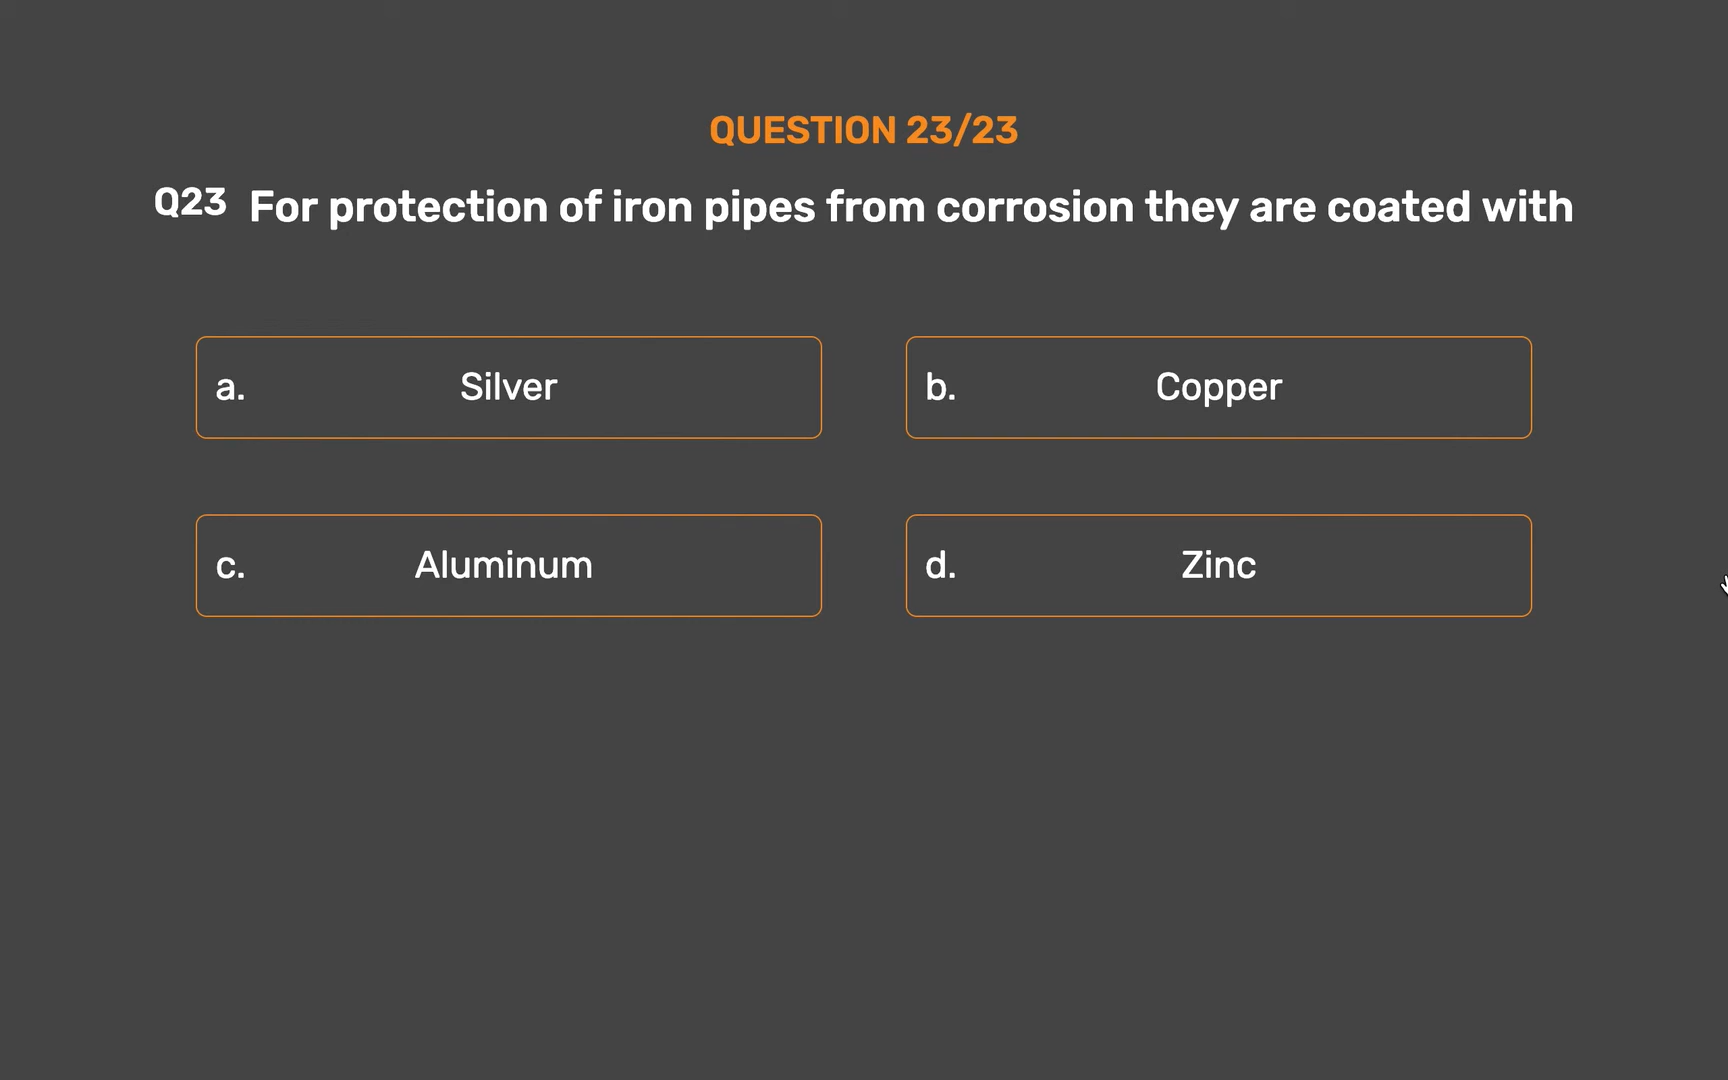 QUESTION 23/23
Q23 For protection of iron pipes from corrosion they are coated with
a. Silver
b. Copper
c. Aluminum
d. Zinc